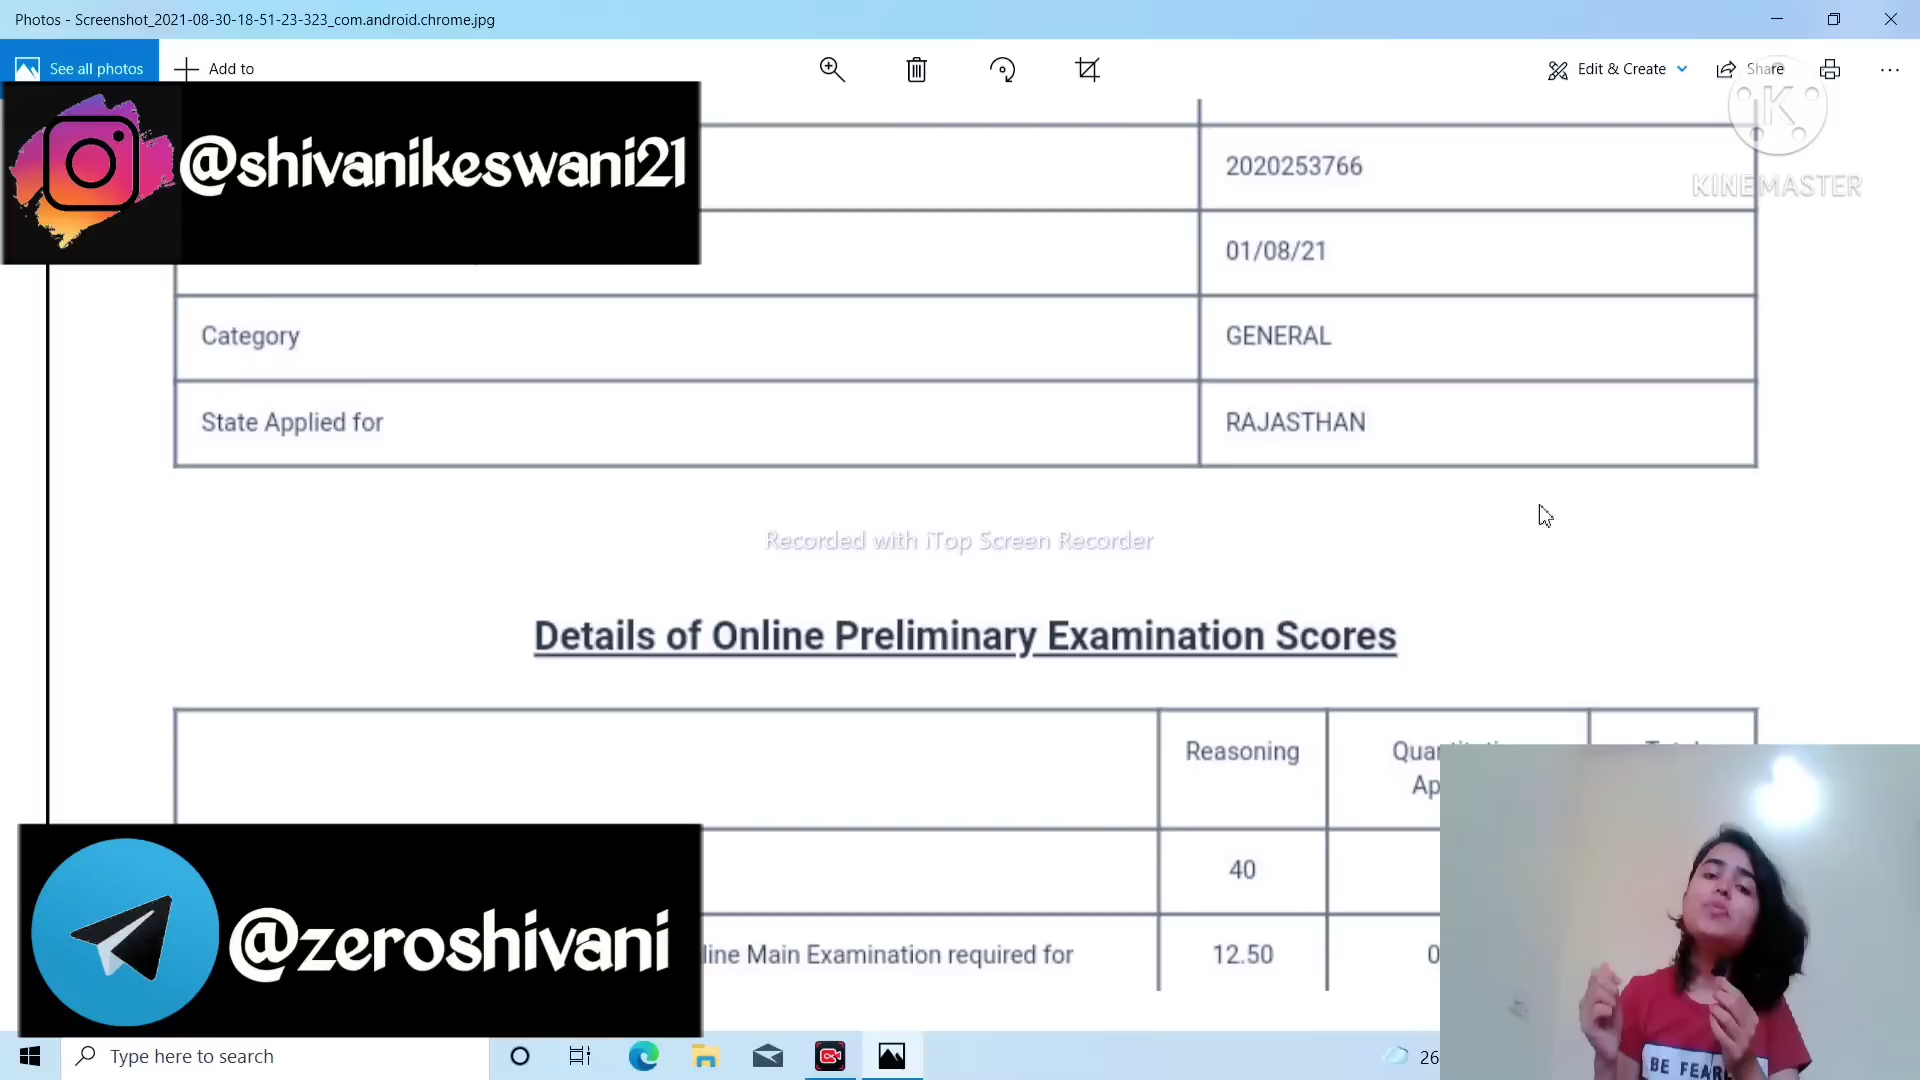 Photos - Screenshot_2021-08-30-18-51-23-323_com.android.chrome.jpg
See all photos
Add to
Edit & Create
Share
@shivanikeswani21
2020253766
KINEMASTER
01/08/21
Category GENERAL
State Applied for RAJASTHAN
Recorded with iTop Screen Recorder
Details of Online Preliminary Examination Scores
Reasoning
40
@zeroshivani
Main Examination required for 12.50
BE
Type here to search
26